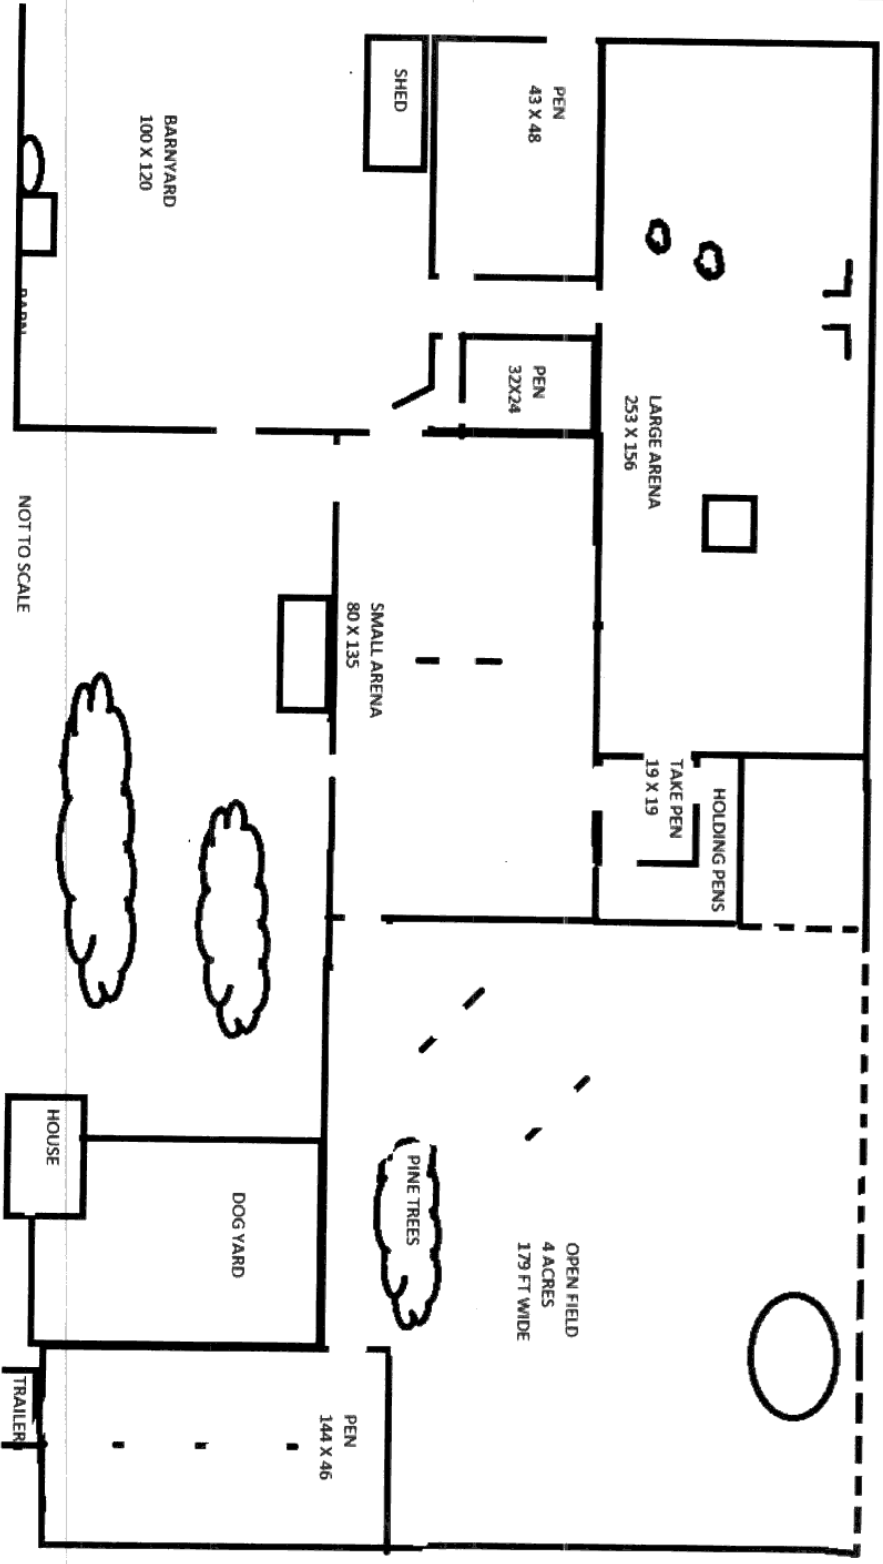 SHED
PEN
43 X 48
BARNYARD
100 X 120
BARN
PEN
32X24
LARGE ARENA
253 X 156
NOT TO SCALE
SMALL ARENA
80 X 135
TAKE PEN
19 X 19
HOLDING PENS
HOUSE
DOG YARD
PINE TREES
OPEN FIELD
4 ACRES
179 FT WIDE
PEN
144 X 46
TRAILER